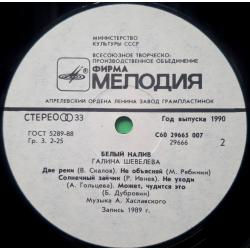 МИНИСТЕРСТВО
КУЛЬТУРЫ СССР
ВСЕСОЮЗНОЕ ТВОРЧЕСКО-
ПРОИЗВОДСТВЕННОЕ ОБЪЕДИНЕНИЕ
ФИРМА
МЕЛОДИЯ
АПРЕЛЕВСКИЙ ОРДЕНА ЛЕНИНА ЗАВОД ГРАМПЛАСТИНОК
СТЕРЕО 33
Год выпуска 1990
ГОСТ 5289-88
С60 29665 007
Гр. 3. 2-25
29666
2
БЕЛЫЙ НАЛИВ
ГАЛИНА ШЕВЕЛЕВА
Две реки (В. Скалов). Не объясняй (М. Рябинин)
Солнечный зайчик (Р. Ивнев). Не уходи
(А. Гольцева). Может, чудится это
(Б. Дубровин)
Музыка А. Хаславского
Запись 1989 г.